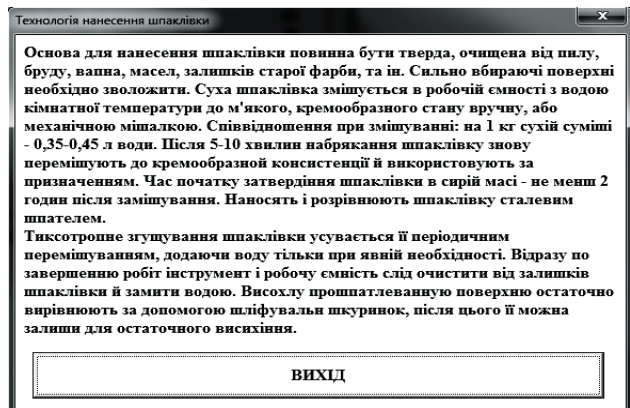 Технологія нанесення шпаклівки
Основа для нанесення шпаклівки повинна бути тверда, очищена від пилу,
бруду, вапна, масел, залишків старої фарби, та ін. Сильно вбираючі поверхні
необхідно зволожити. Суха шпаклівка змішується в робочій ємності з водою
кімнатної температури до м'якого, кремообразного стану вручну, або
механічною мішалкою. Співвідношення при змішуванні: на 1 кг сухій суміші
- 0,35-0,45 л води. Після 5-10 хвилин набрякання шпаклівку знову
перемішують до кремообразной консистенції й використовують за
призначенням. Час початку затвердіння шпаклівки в сирій масі - не менш 2
годин після замішування. Наносять і розрівнюють шпаклівку сталевим
шпателем.
Тиксотропне згущування шпаклівки усувається її періодичним
перемішуванням, додаючи воду тільки при явній необхідності. Відразу по
завершенню робіт інструмент і робочу ємність слід очистити від залишків
шпаклівки й замити водою. Висохлу прошпатлеванную поверхню остаточно
вирівнюють за допомогою шліфувальн шкуринок, після цього її можна
залиши для остаточного висихіння.
ВИХІД